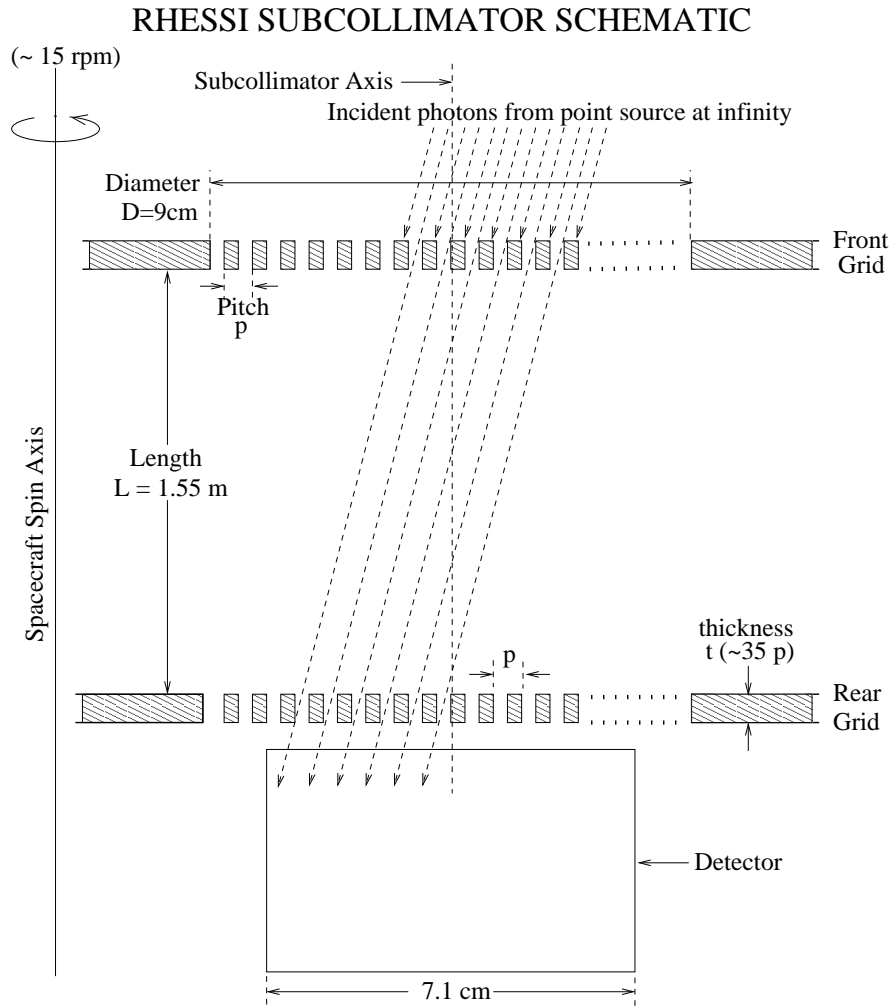 RHESSI SUBCOLLIMATOR SCHEMATIC
(~ 15 rpm)
Subcollimator Axis
Incident photons from point source at infinity
Diameter
D=9cm
Front
Grid
Pitch
p
Length
L = 1.55 m
Spacecraft Spin Axis
p
thickness
t (~35 p)
Rear
Grid
Detector
7.1 cm